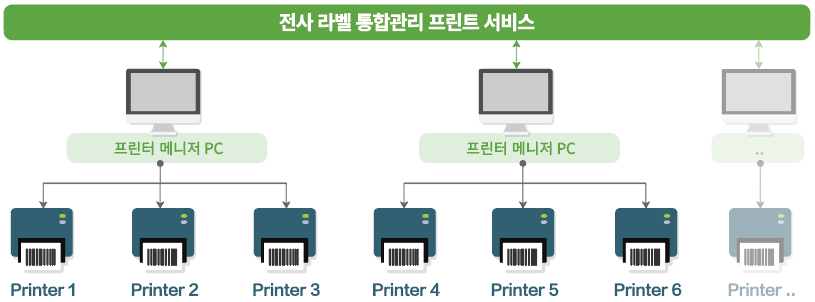 전사 라벨 통합관리 프린트 서비스
프린터 메니저 PC
프린터 메니저 PC
..
Printer 1
Printer 2
Printer 3
Printer 4
Printer 5
Printer 6
Printer ..